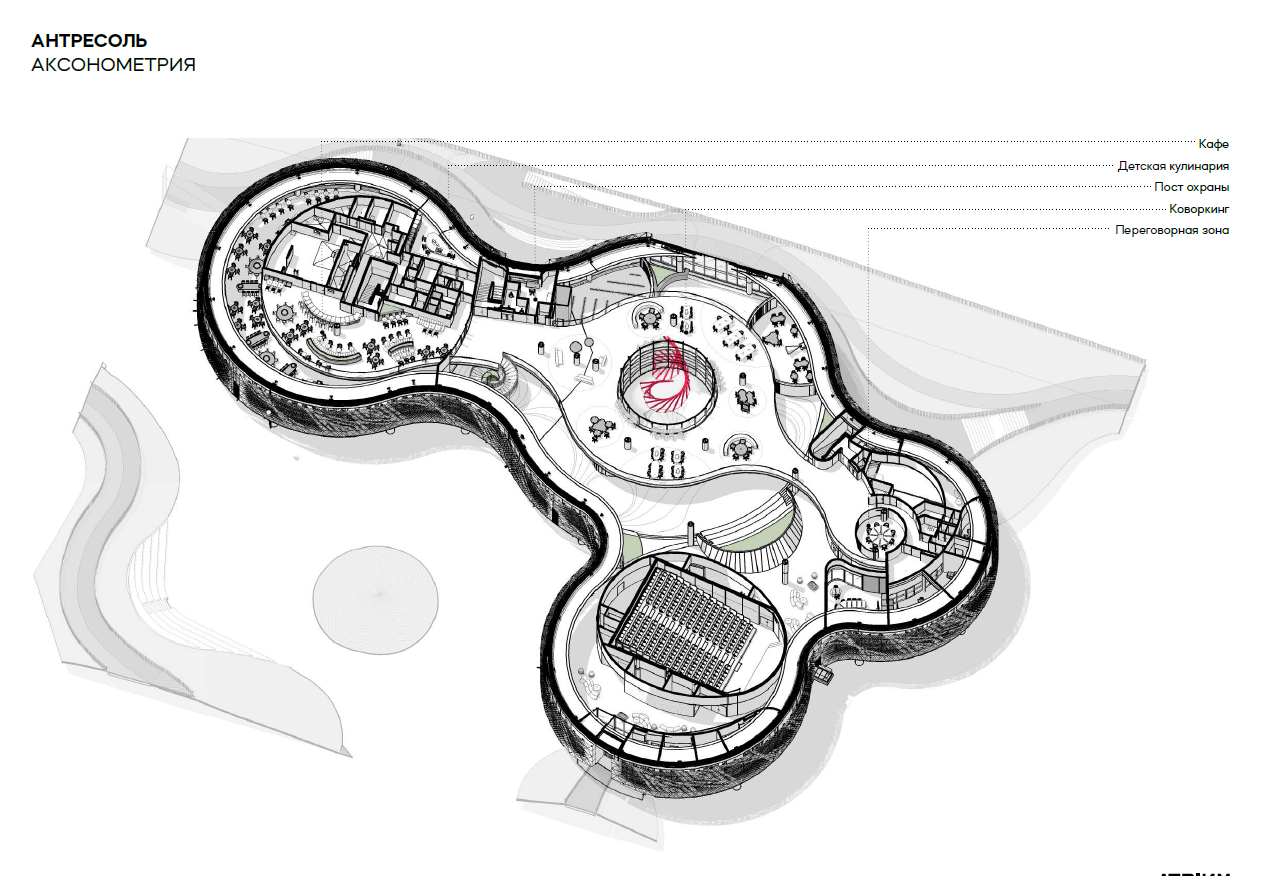 АНТРЕСОЛЬ
АКСОНОМЕТРИЯ
Кафе
Детская кулинария
Пост охраны
Коворкинг
Переговорная зона